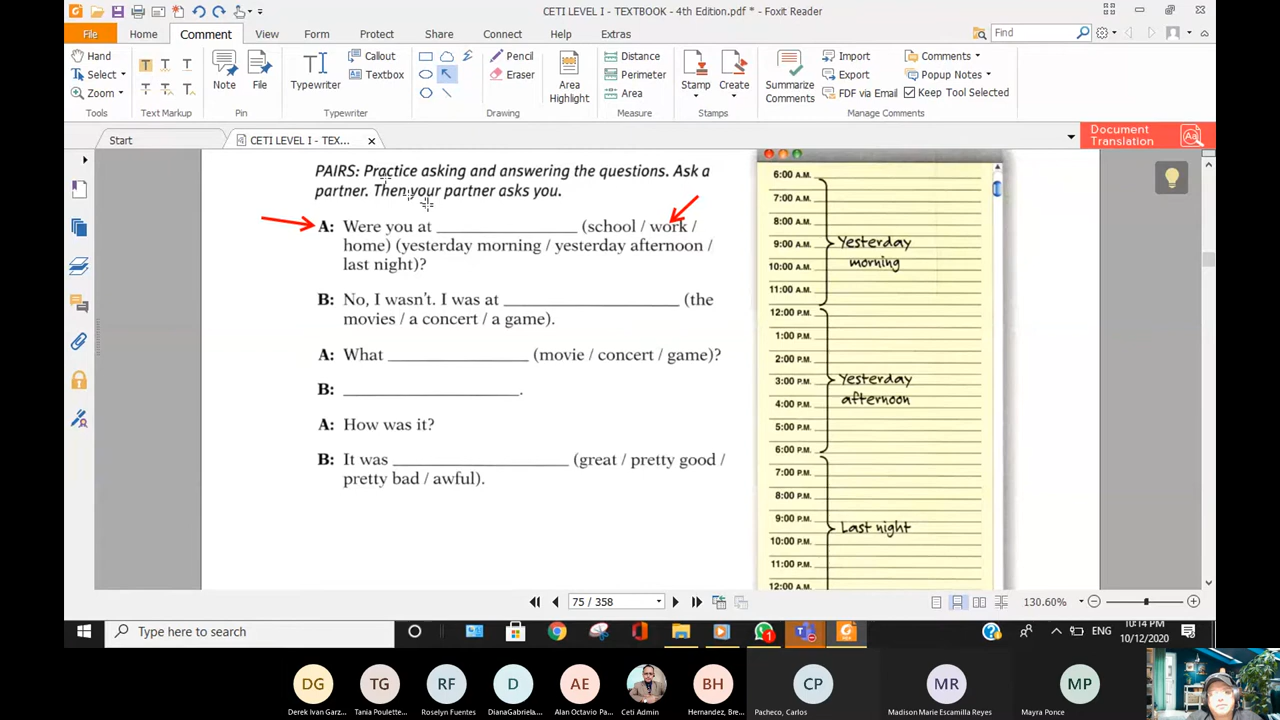 CETI LEVEL I - TEXTBOOK - 4th Edition.pdf * - Foxit Reader
File Home Comment View Form Protect Share Connect Help Extras Find
Hand Callout Pencil Distance Import Comments
Select Textbox Eraser Perimeter Export Popup Notes
Zoom Note File Typewriter Area Highlight Area Stamp Create Summarize Comments FDF via Email Keep Tool Selected
Tools Text Markup Typewriter Drawing Measure Stamps Manage Comments
Start CETI LEVEL I - TEX... Document Translation
PAIRS: Practice asking and answering the questions. Ask a
partner. Then your partner asks you.
A: Were you at ________________ (school / work /
home) (yesterday morning / yesterday afternoon /
last night)?
B: No, I wasn't. I was at ____________________ (the
movies / a concert / a game).
A: What ________________ (movie / concert / game)?
B: ____________________.
A: How was it?
B: It was ____________________ (great / pretty good /
pretty bad / awful).
6:00 A.M.
7:00 A.M.
8:00 A.M.
9:00 A.M. Yesterday
10:00 A.M. morning
11:00 A.M.
12:00 P.M.
1:00 P.M.
2:00 P.M.
3:00 P.M. Yesterday
4:00 P.M. afternoon
5:00 P.M.
6:00 P.M.
7:00 P.M.
8:00 P.M.
9:00 P.M. Last night
10:00 P.M.
11:00 P.M.
12:00 A.M.
75 / 358 130.60%
Type here to search ENG 10:14 PM
10/12/2020
DG TG RF D AE BH CP MR MP
Derek Ivan Garz... Tania Poulette... Roselyn Fuentes DianaGabriela... Alan Octavio Pa... Ceti Admin Hernandez, Bre... Pacheco, Carlos Madison Marie Escamilla Reyes Mayra Ponce